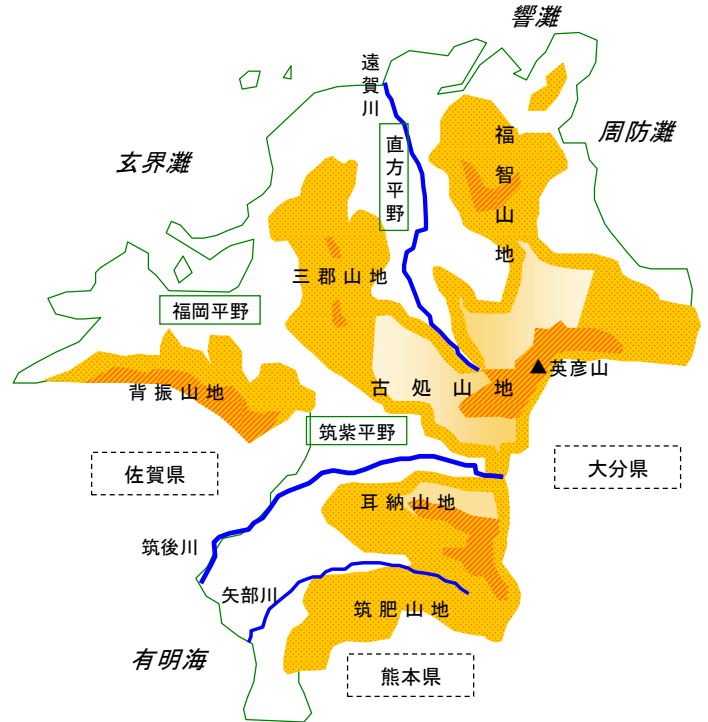 響灘
遠賀川
周防灘
福智山地
直方平野
玄界灘
三郡山地
福岡平野
英彦山
背振山地
古処山地
筑紫平野
佐賀県
大分県
耳納山地
筑後川
矢部川
筑肥山地
有明海
熊本県